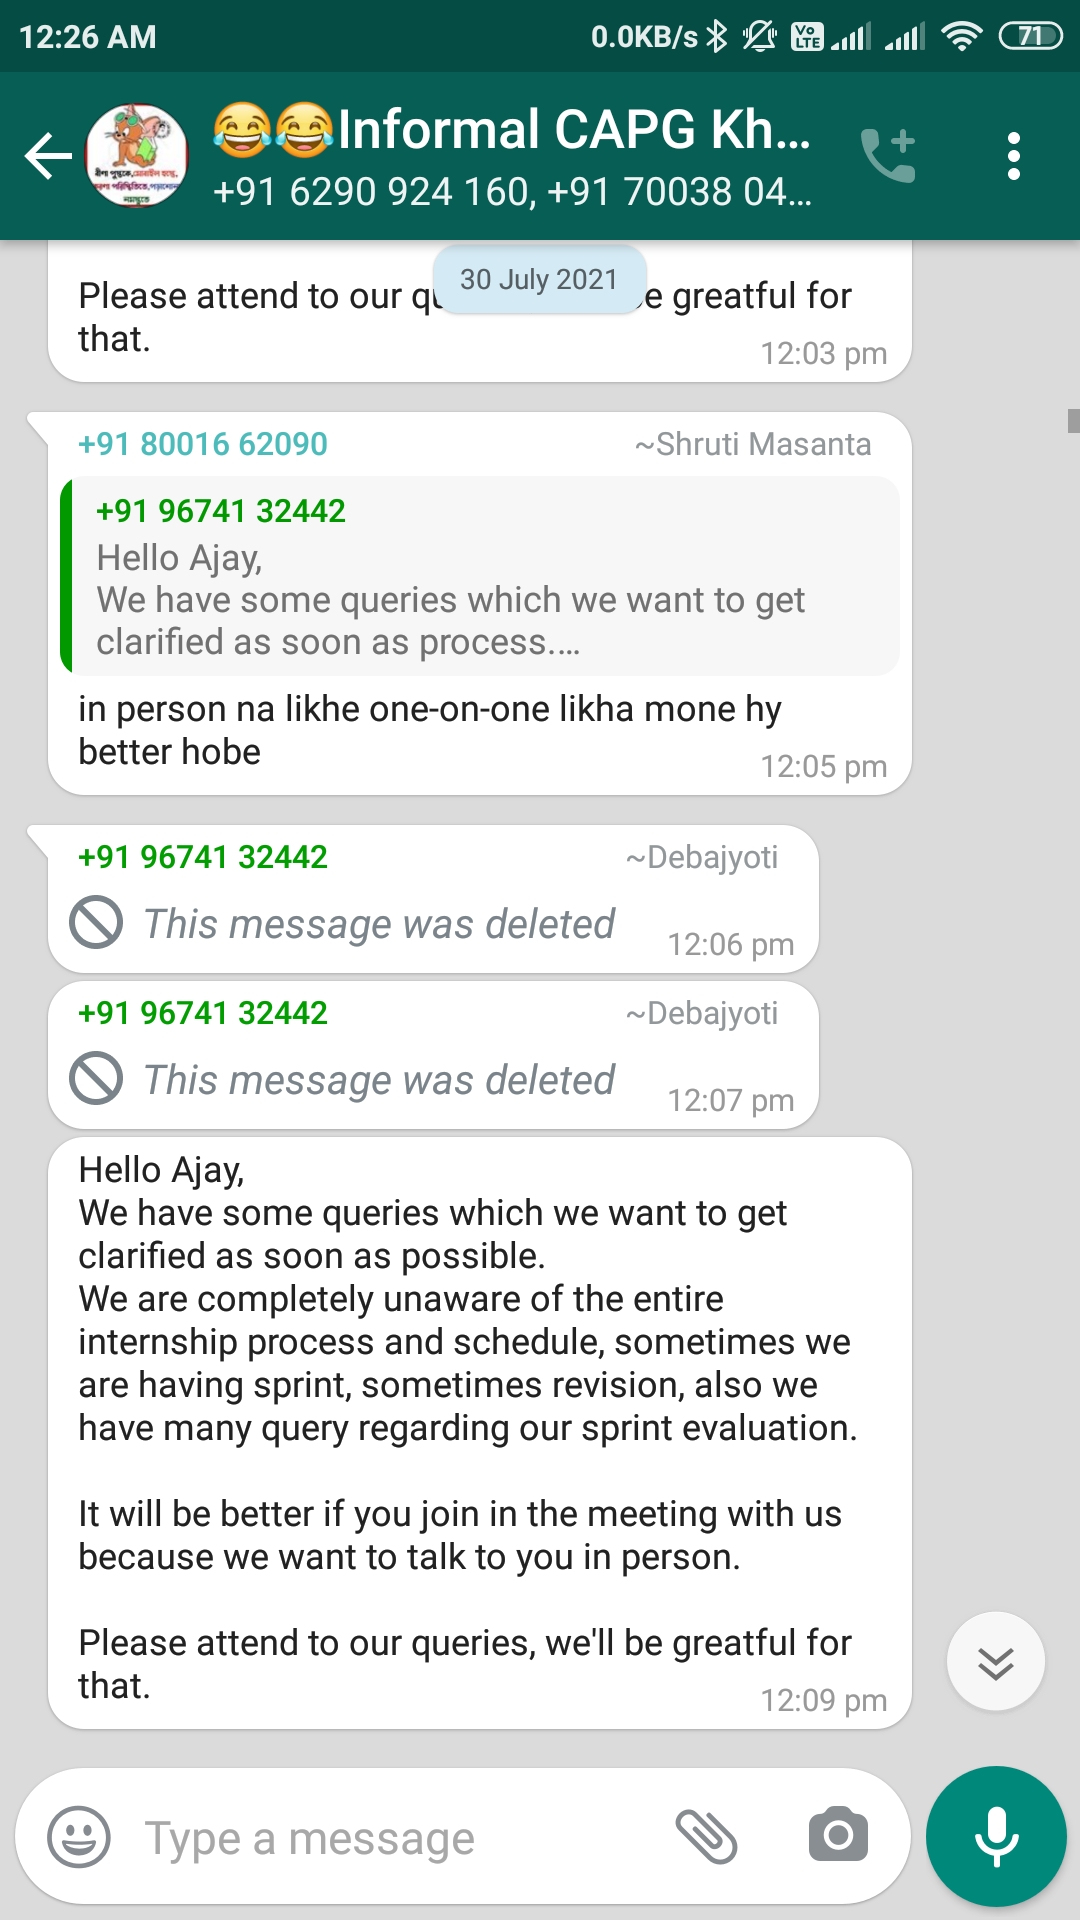 12:26 AM 0.0KB/s Vo LTE 71
😂😂Informal CAPG Kh...
+91 6290 924 160, +91 70038 04...
30 July 2021
Please attend to our qu e greatful for
that.
12:03 pm
+91 80016 62090 ~Shruti Masanta
+91 96741 32442
Hello Ajay,
We have some queries which we want to get
clarified as soon as process....
in person na likhe one-on-one likha mone hy
better hobe
12:05 pm
+91 96741 32442 ~Debajyoti
This message was deleted
12:06 pm
+91 96741 32442 ~Debajyoti
This message was deleted
12:07 pm
Hello Ajay,
We have some queries which we want to get
clarified as soon as possible.
We are completely unaware of the entire
internship process and schedule, sometimes we
are having sprint, sometimes revision, also we
have many query regarding our sprint evaluation.
It will be better if you join in the meeting with us
because we want to talk to you in person.
Please attend to our queries, we'll be greatful for
that.
12:09 pm
Type a message